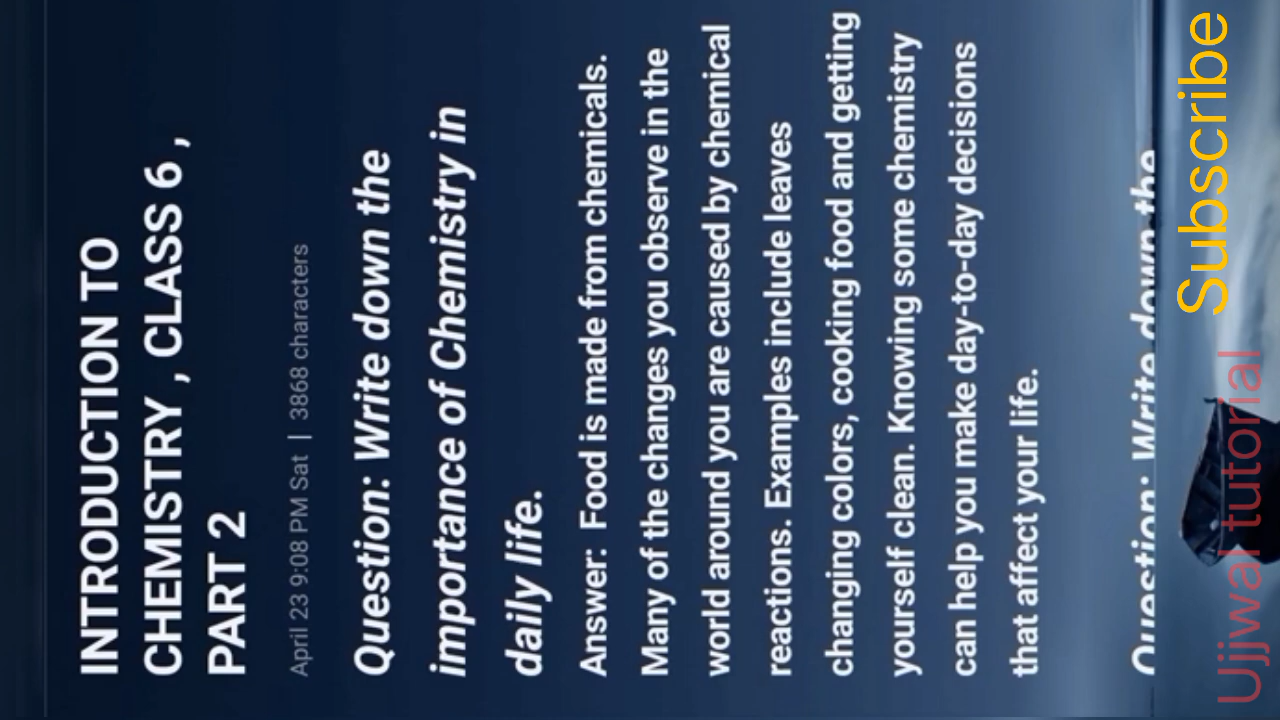 INTRODUCTION TO
CHEMISTRY , CLASS 6 ,
PART 2
April 23 9:08 PM Sat | 3868 characters
Question: Write down the
importance of Chemistry in
daily life.
Answer: Food is made from chemicals.
Many of the changes you observe in the
world around you are caused by chemical
reactions. Examples include leaves
changing colors, cooking food and getting
yourself clean. Knowing some chemistry
can help you make day-to-day decisions
that affect your life.
Question: Write down the
Ujjwal tutorial Subscribe